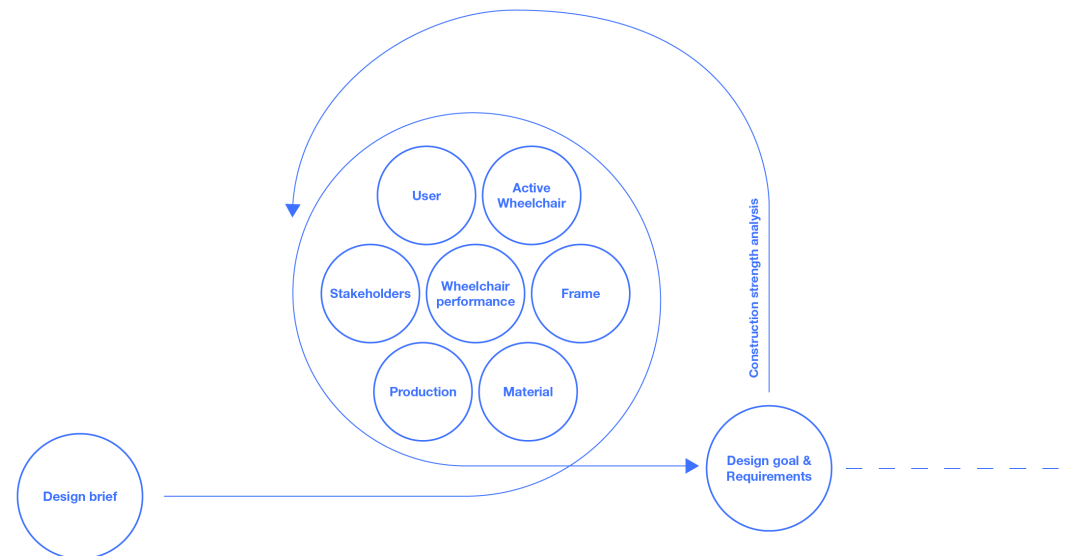 User
Active
Wheelchair
Stakeholders
Wheelchair
performance
Frame
Production
Material
Construction strength analysis
Design brief
Design goal &
Requirements